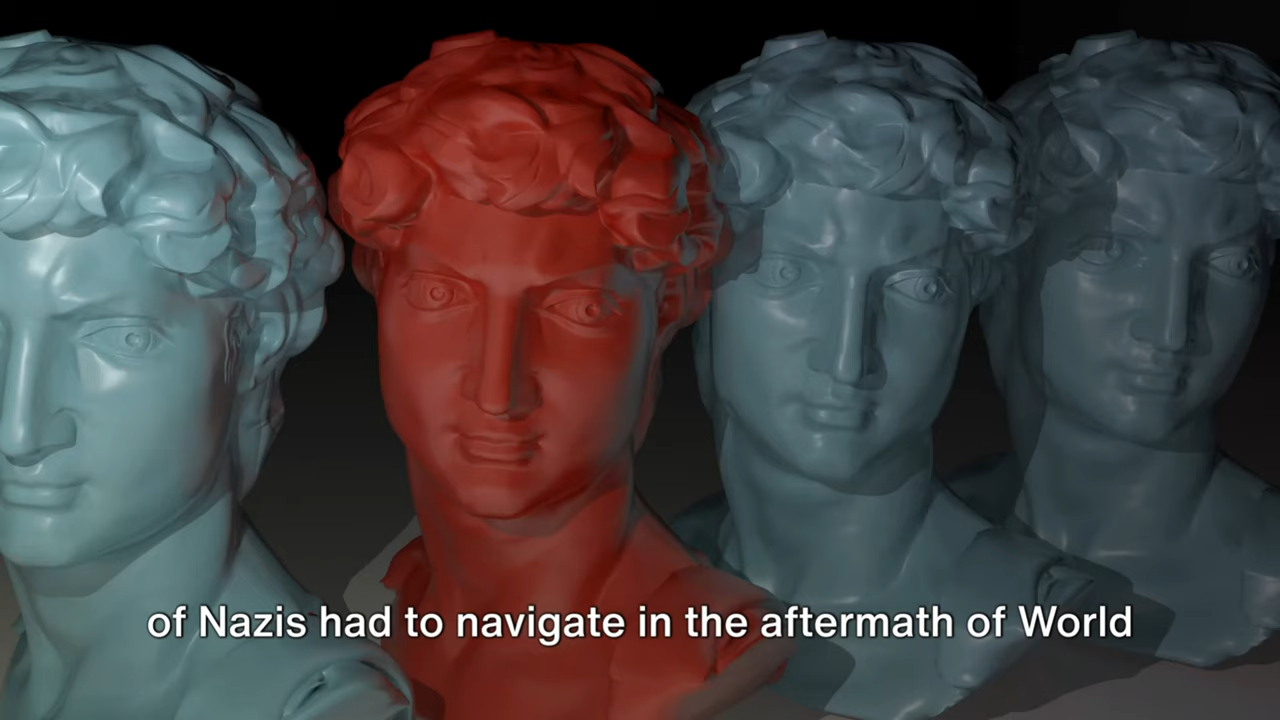 of Nazis had to navigate in the aftermath of World